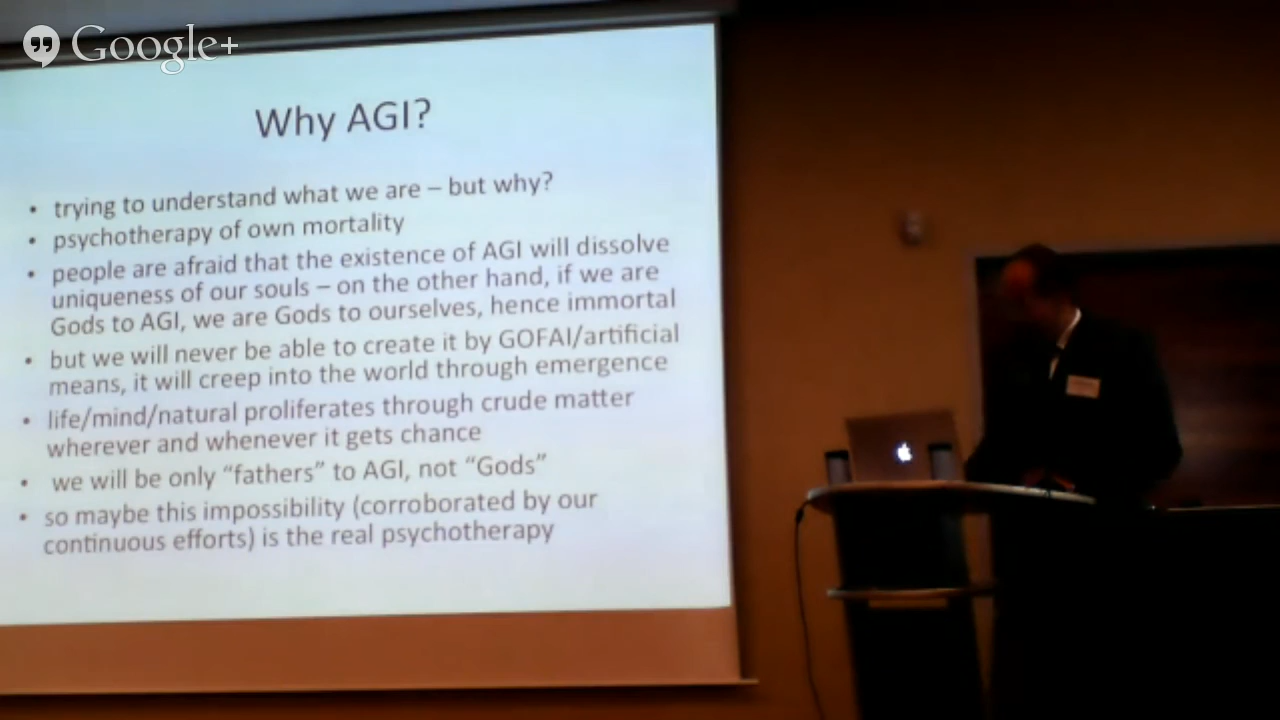 Google+
Why AGI?
• trying to understand what we are – but why?
• psychotherapy of own mortality
• people are afraid that the existence of AGI will dissolve
uniqueness of our souls – on the other hand, if we are
Gods to AGI, we are Gods to ourselves, hence immortal
• but we will never be able to create it by GOFAI/artificial
means, it will creep into the world through emergence
• life/mind/natural proliferates through crude matter
wherever and whenever it gets chance
• we will be only “fathers” to AGI, not “Gods”
• so maybe this impossibility (corroborated by our
continuous efforts) is the real psychotherapy